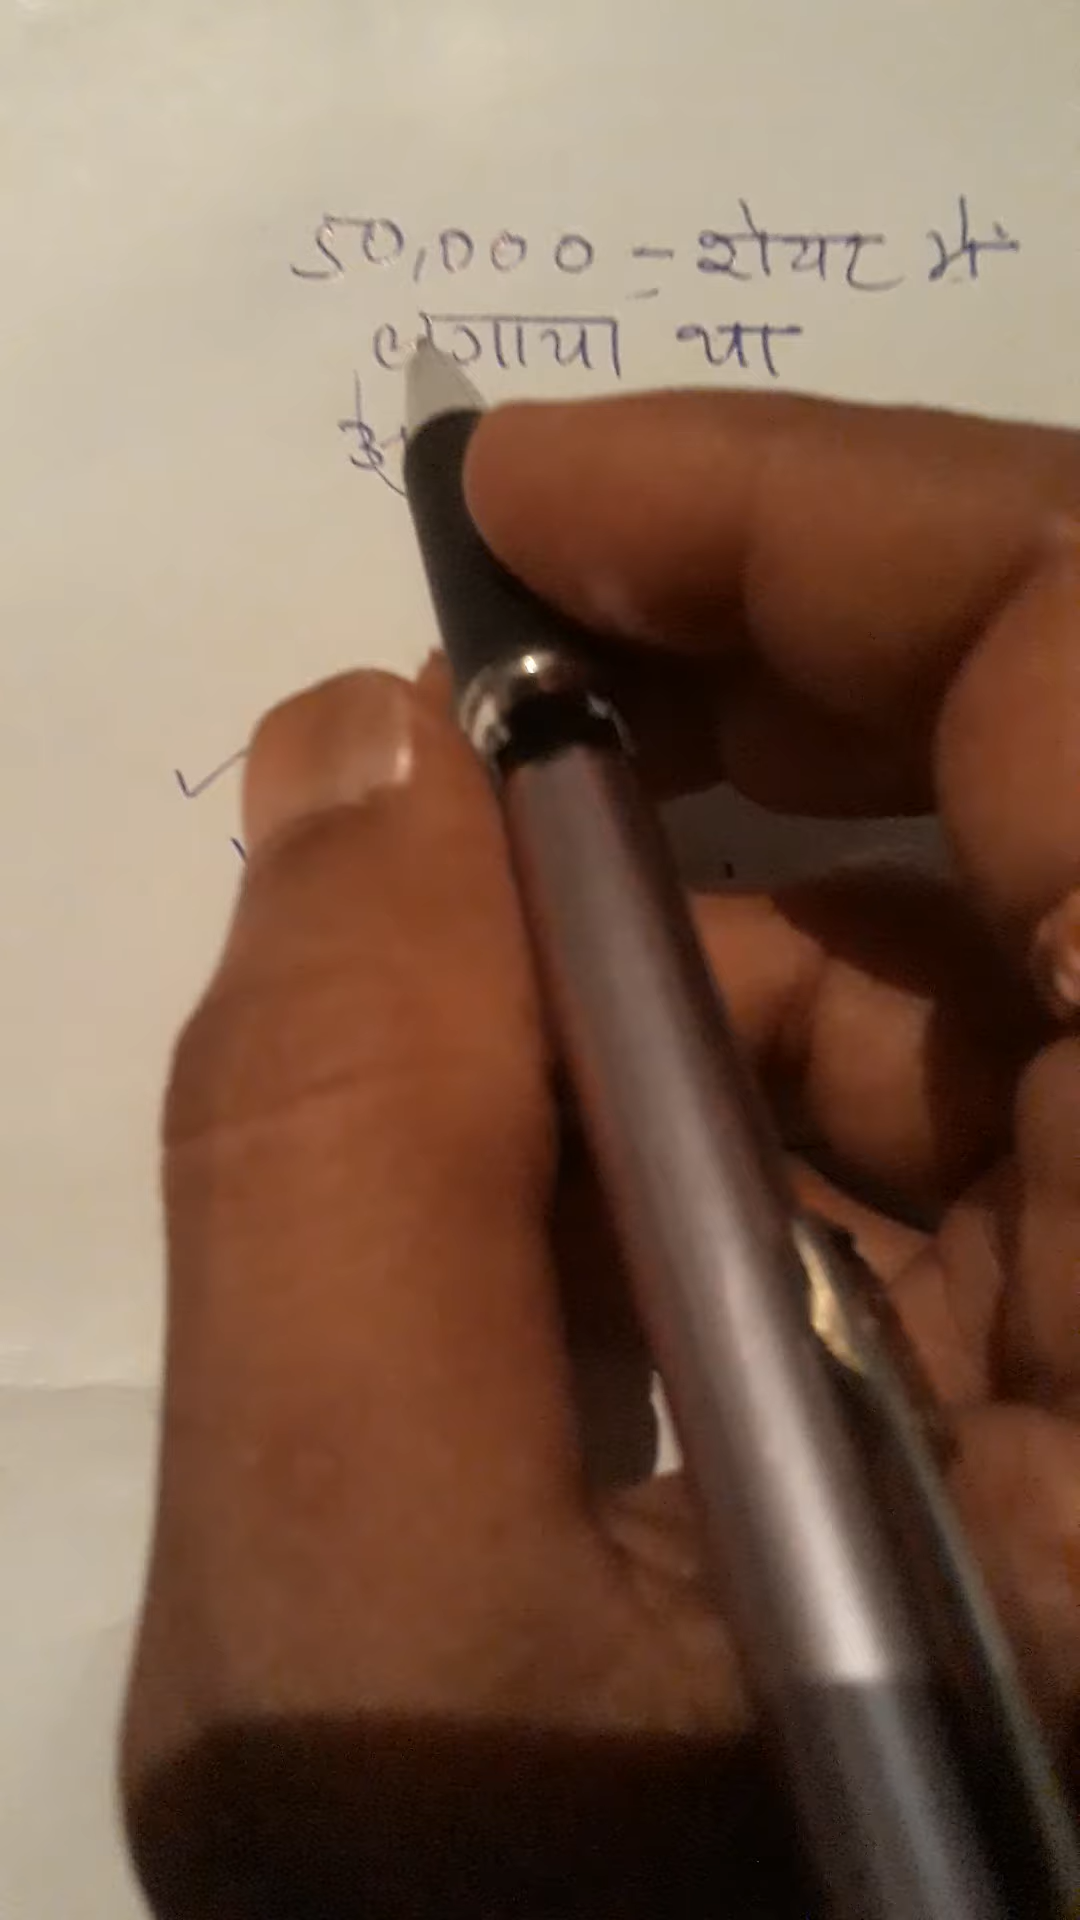 50,000 = शेयर में
लगाया था